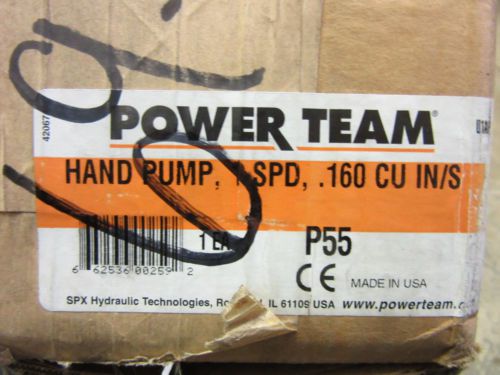 42067
POWER TEAM®
HAND PUMP, 1 SPD, .160 CU IN/S
1 EA
P55
6 62536 00259 2
CE
MADE IN USA
SPX Hydraulic Technologies, IL 61109 USA www.powerteam.